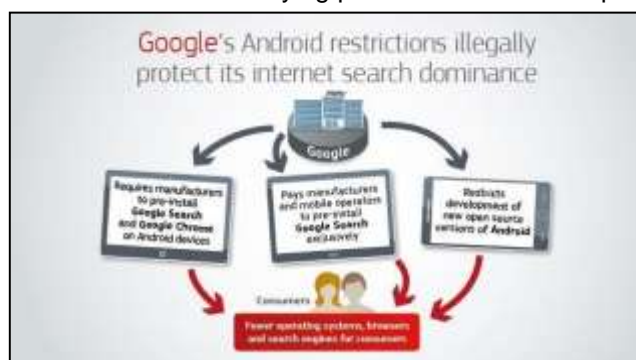 Google's Android restrictions illegally
protect its internet search dominance
Google
Requires manufacturers
to pre-install
Google Search
and Google Chrome
on Android devices
Pays manufacturers
and mobile operators
to pre-install
Google Search
exclusively
Restricts
development of
new open source
versions of Android
Consumers
Fewer operating systems, browsers
and search engines for consumers